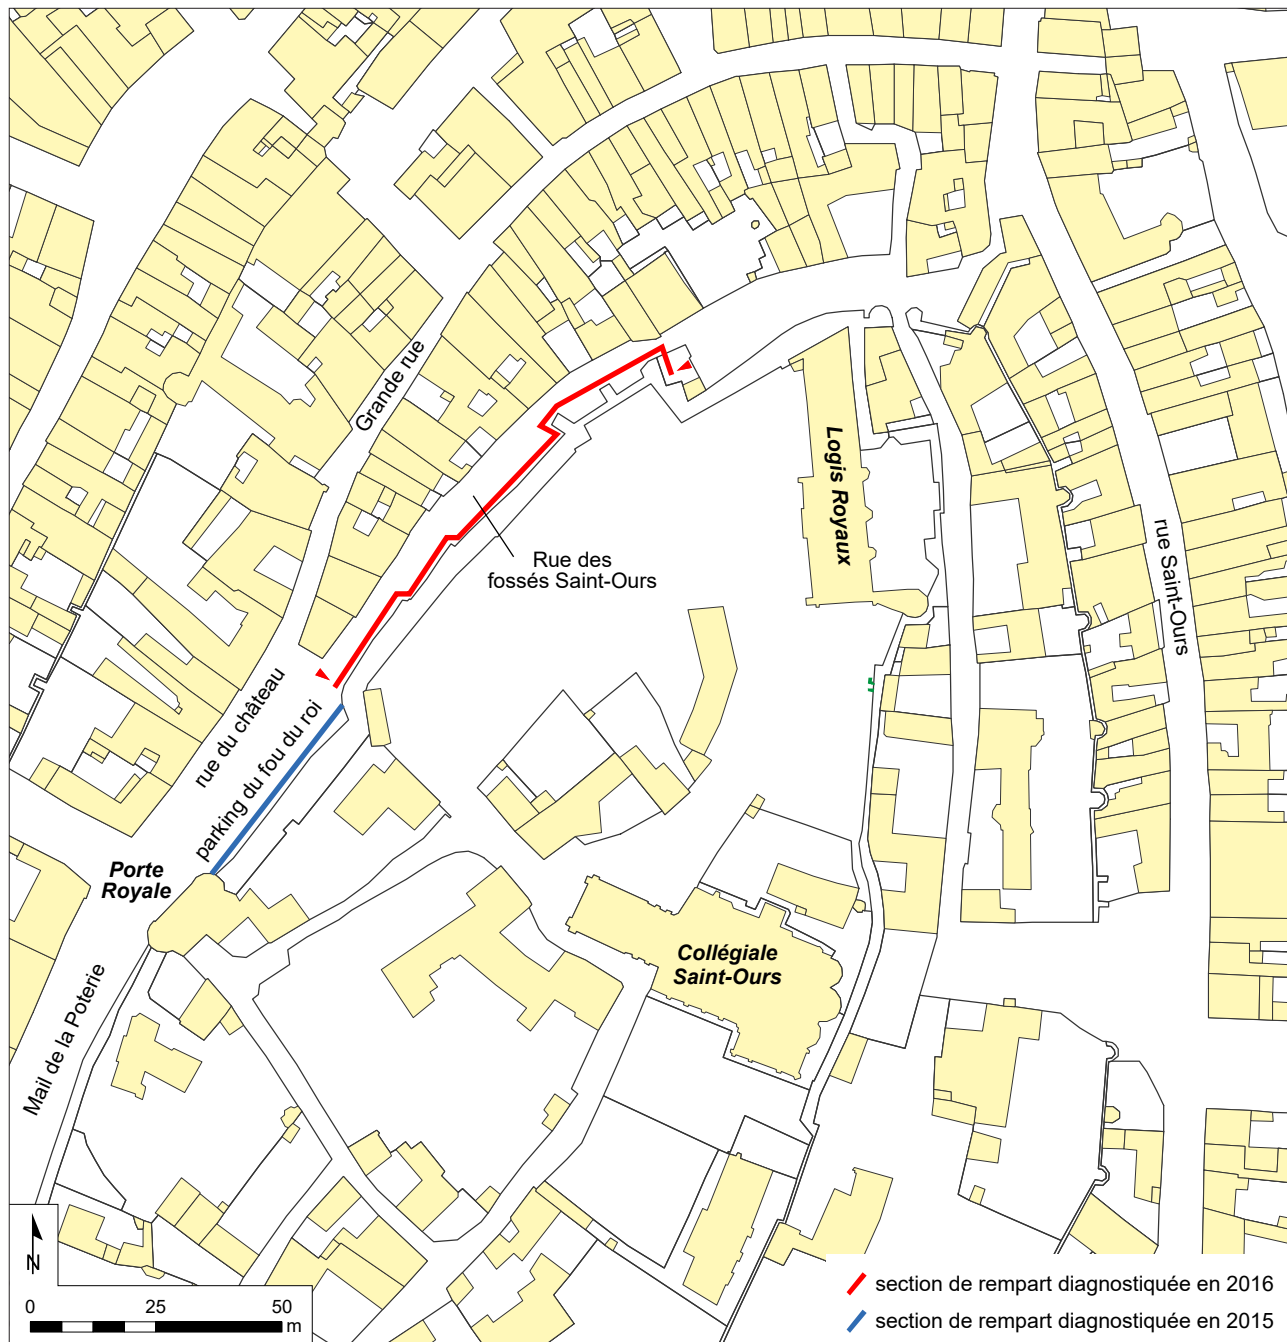 Grande rue
Logis Royaux
Rue des
fossés Saint-Ours
rue Saint-Ours
rue du château
parking du fou du roi
Porte
Royale
Collégiale
Saint-Ours
Mail de la Poterie
N
0 25 50
m
section de rempart diagnostiquée en 2016
section de rempart diagnostiquée en 2015